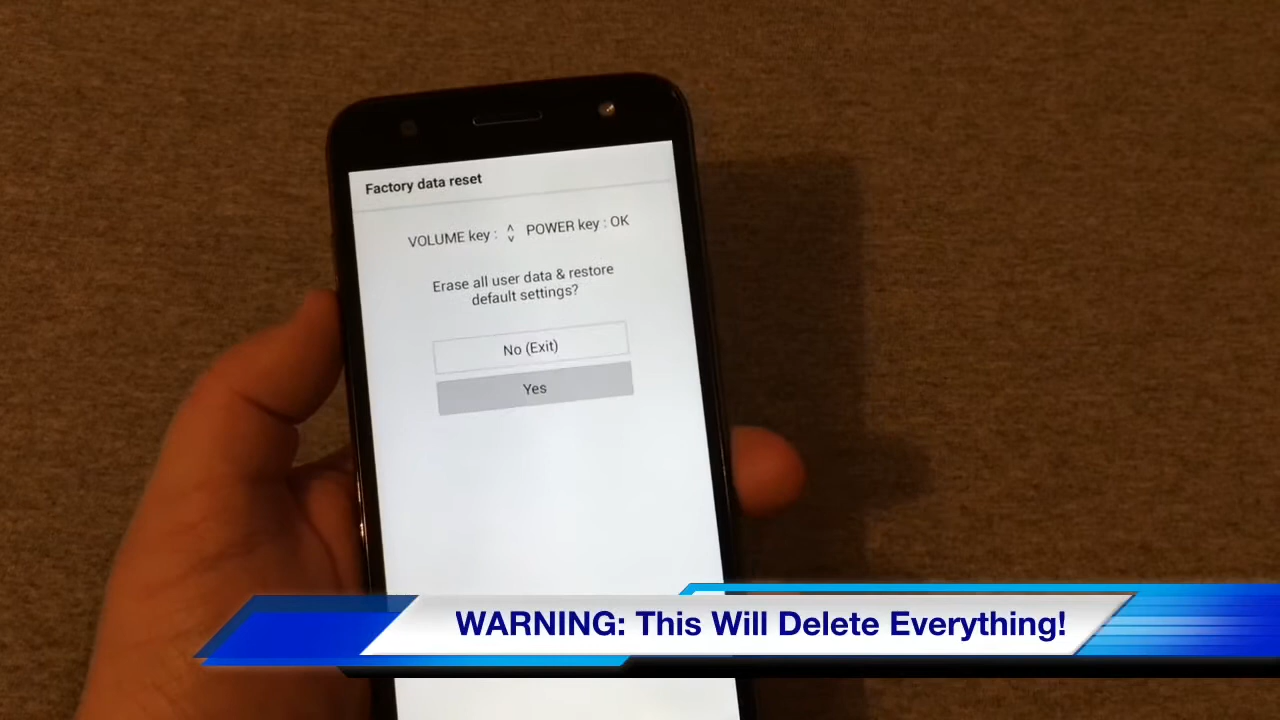 Factory data reset
VOLUME key : ^ v POWER key : OK
Erase all user data & restore
default settings?
No (Exit)
Yes
WARNING: This Will Delete Everything!